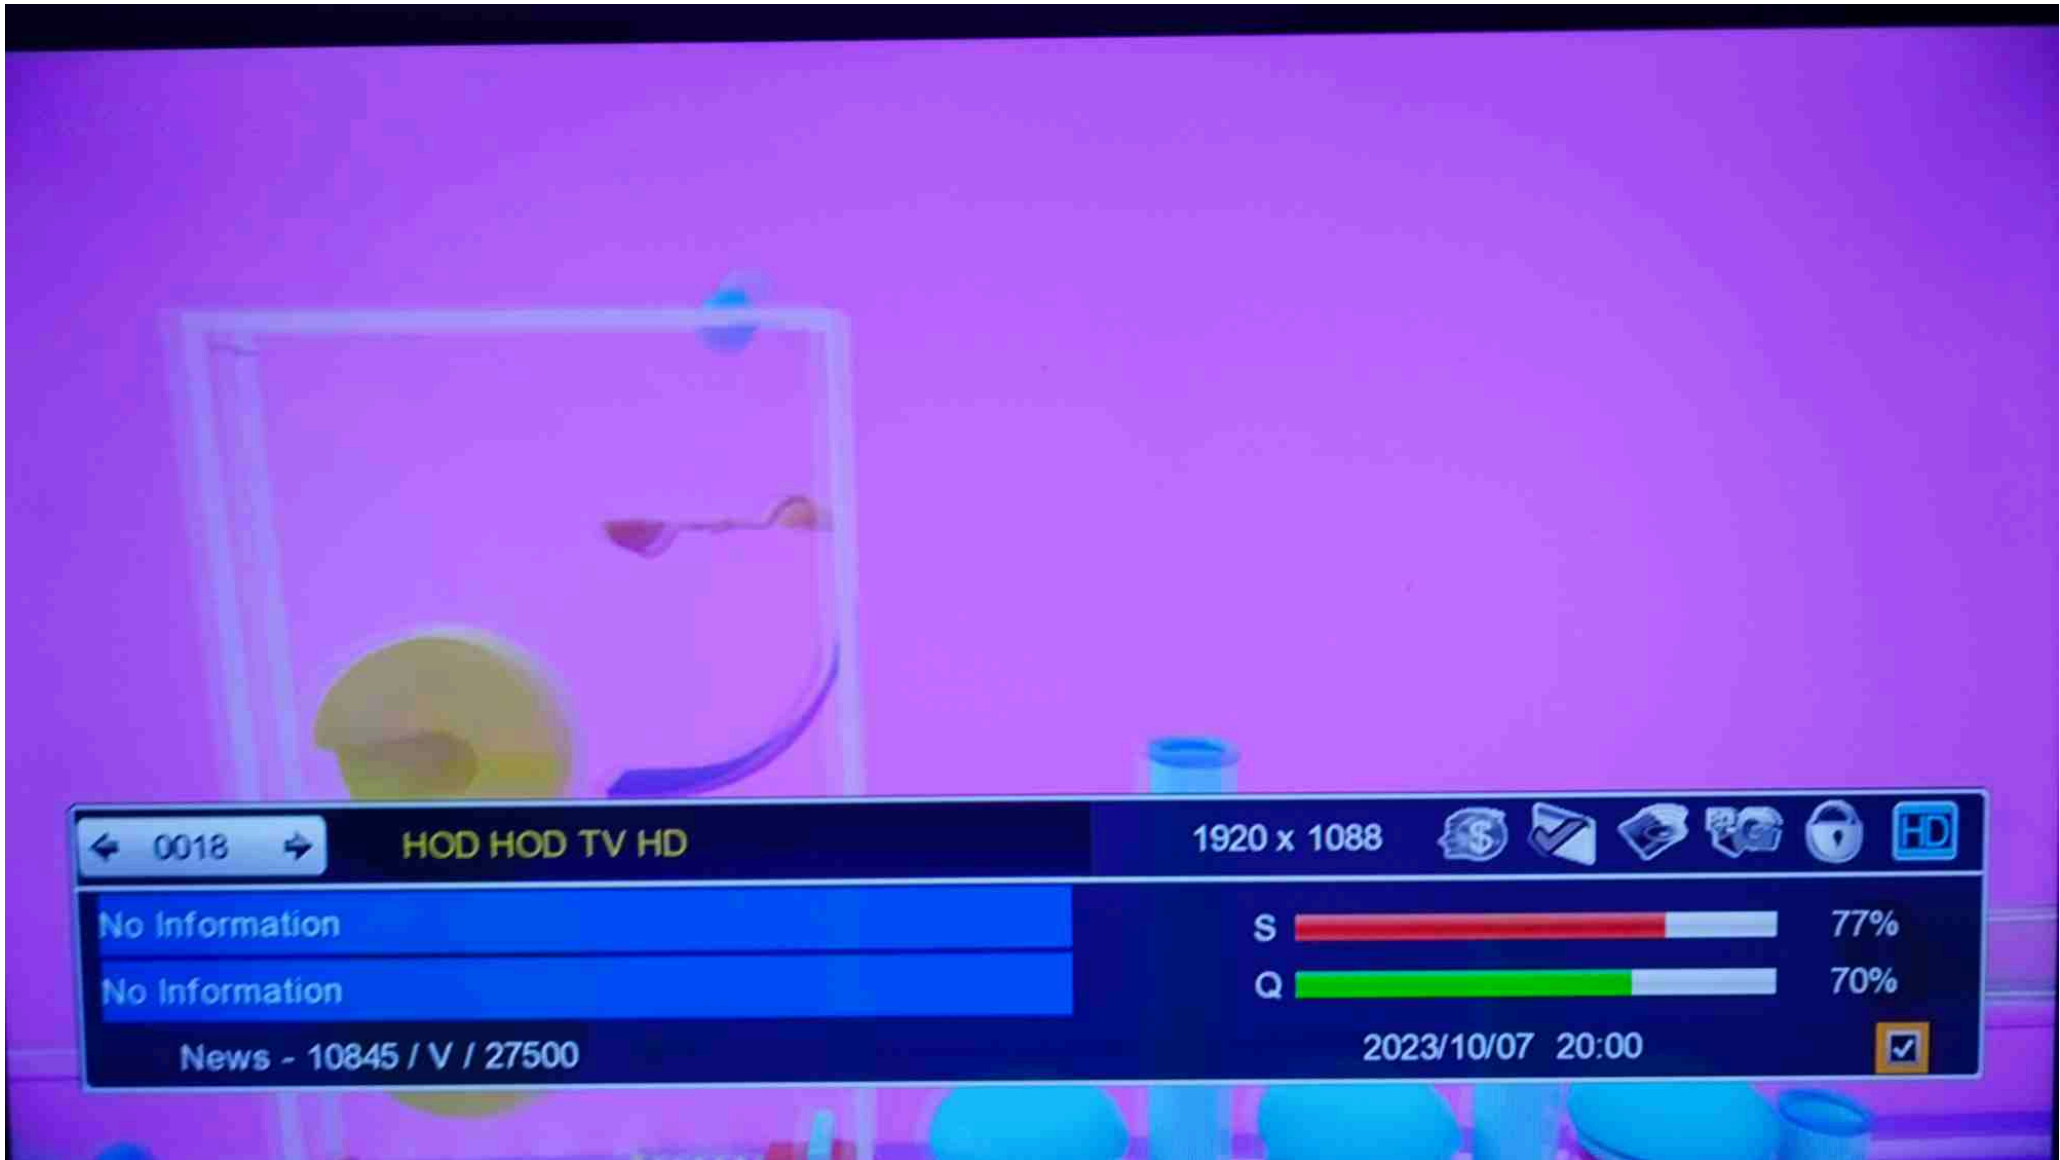 0018 HOD HOD TV HD 1920 x 1088 HD
No Information
S 77%
No Information
Q 70%
News - 10845 / V / 27500 2023/10/07 20:00